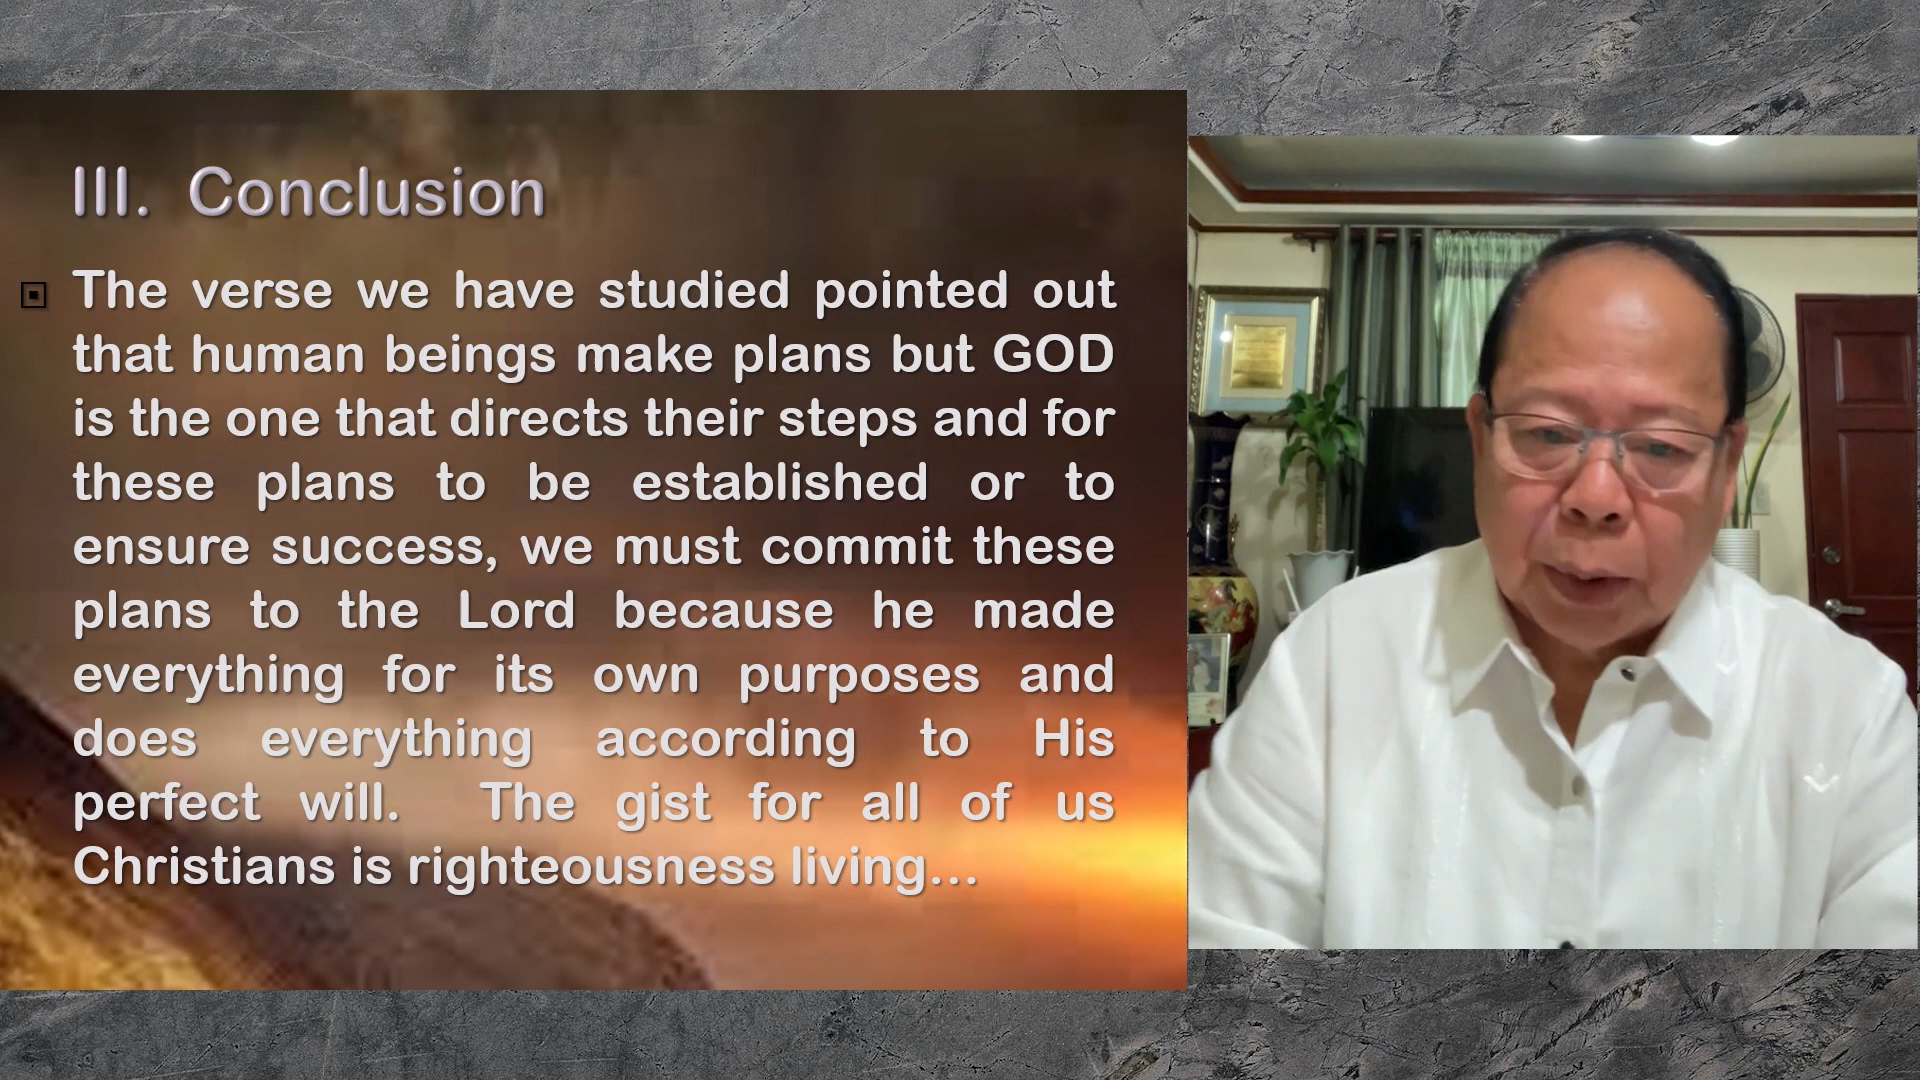 III. Conclusion
The verse we have studied pointed out
that human beings make plans but GOD
is the one that directs their steps and for
these plans to be established or to
ensure success, we must commit these
plans to the Lord because he made
everything for its own purposes and
does everything according to His
perfect will. The gist for all of us
Christians is righteousness living...